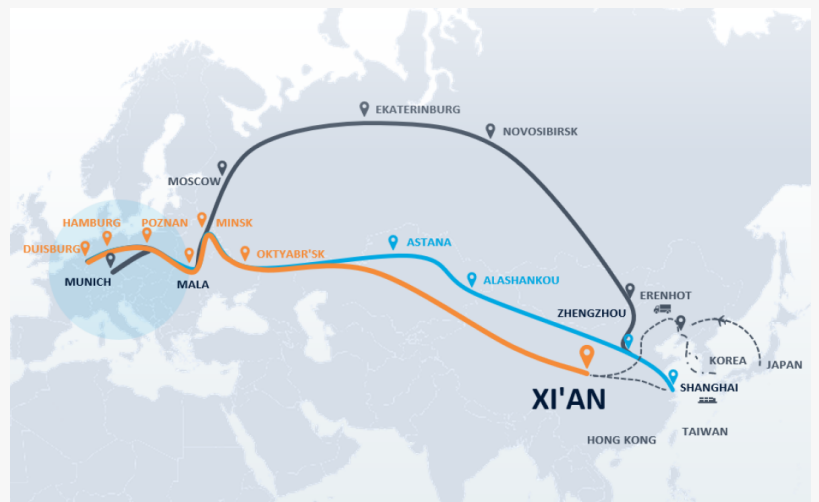 EKATERINBURG
NOVOSIBIRSK
MOSCOW
HAMBURG
POZNAN
MINSK
DUISBURG
OKTYABR'SK
ASTANA
MUNICH
MALA
ALASHANKOU
ERENHOT
ZHENGZHOU
KOREA
JAPAN
SHANGHAI
XI'AN
TAIWAN
HONG KONG